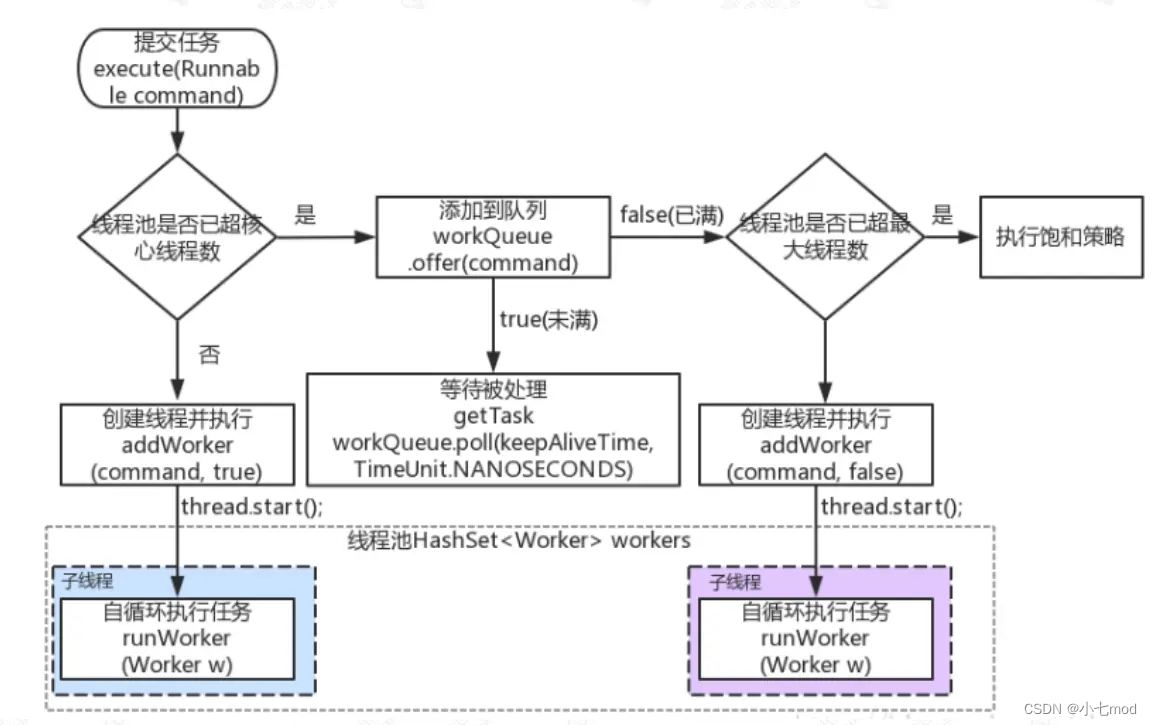 提交任务
execute(Runnab
le command)
线程池是否已超核
心线程数
是
添加到队列
workQueue
.offer(command)
false(已满)
线程池是否已超最
大线程数
是
执行饱和策略
否
true(未满)
创建线程并执行
addWorker
(command, true)
等待被处理
getTask
workQueue.poll(keepAliveTime,
TimeUnit.NANOSECONDS)
创建线程并执行
addWorker
(command, false)
thread.start();
thread.start();
线程池HashSet<Worker> workers
子线程
自循环执行任务
runWorker
(Worker w)
子线程
自循环执行任务
runWorker
(Worker w)
CSDN @小七mod